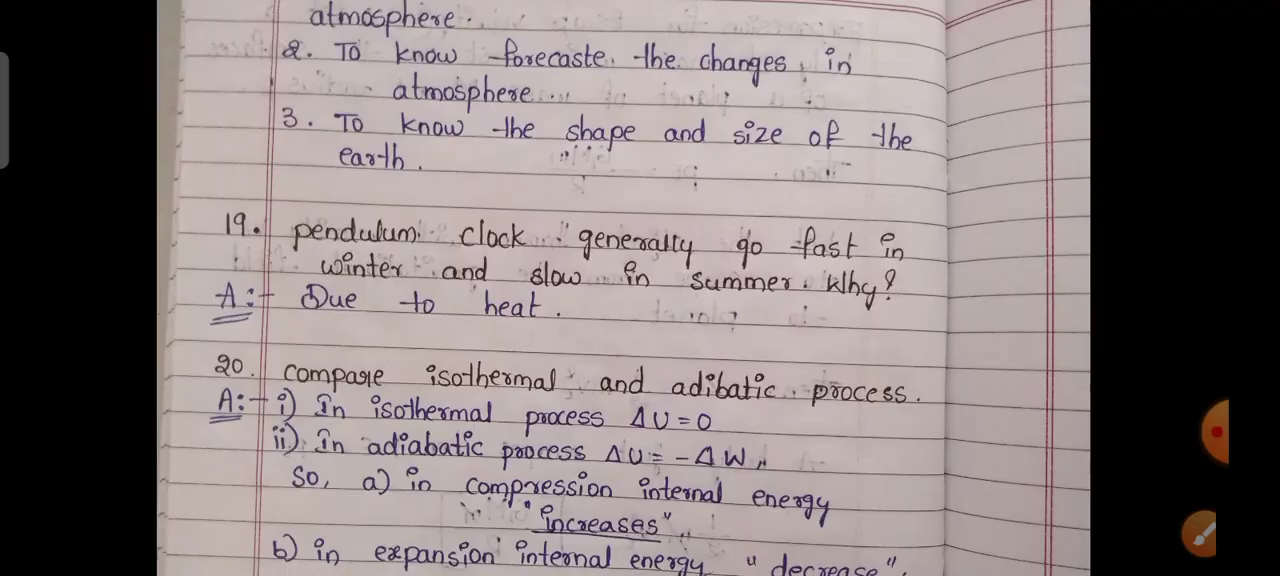 atmosphere.
2. To know forecaste. the changes in
atmosphere.
3. To know the shape and size of the
earth.
19. pendulum clock generally go fast in
winter and slow in summer. Why?
A:- Due to heat.
20. compare isothermal and adibatic process.
A:- i) In isothermal process ΔU=0
ii) In adiabatic process ΔU= -ΔW,,
So, a) in compression internal energy
"increases",,
b) in expansion internal energy "decrease".